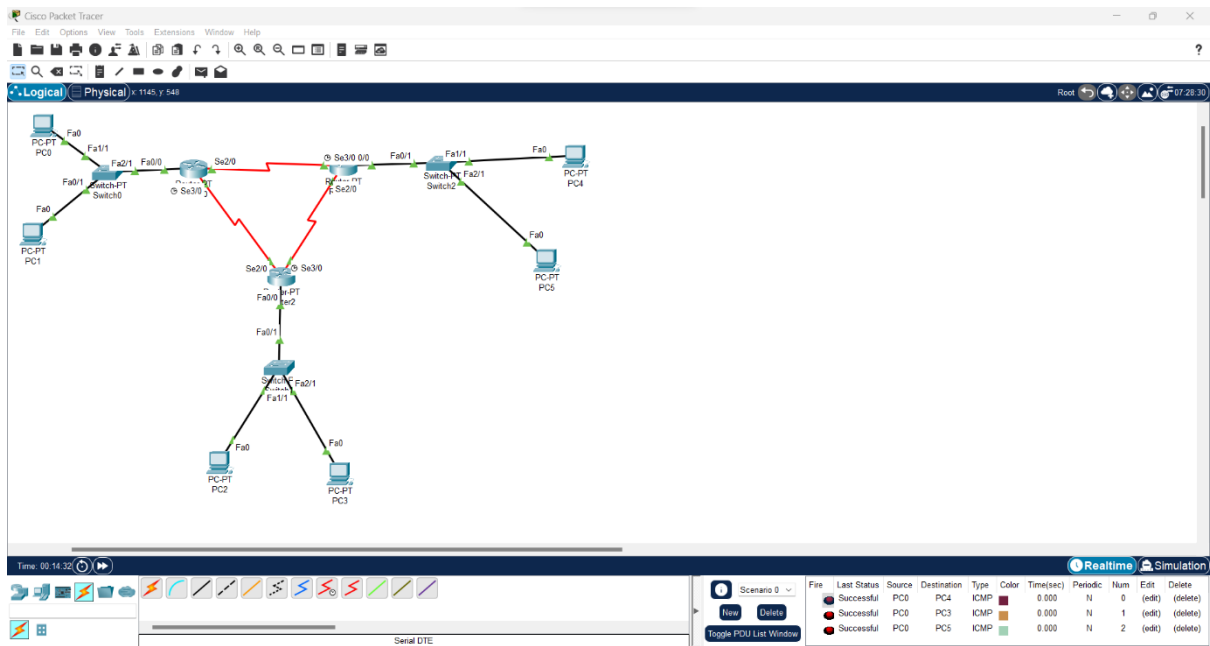 Cisco Packet Tracer
File Edit Options View Tools Extensions Window Help
?
Logical Physical x: 1145, y: 548
Root 07:28:30
Fa0
PC-PT
PC0
Fa1/1
Fa2/1 Fa0/0
Se2/0
Fa0/1
Switch-PT
Switch0
Se3/0
Fa0
PC-PT
PC1
Se3/0 0/0
Fa0/1
Se2/0
Fa1/1
Fa2/1
Switch-PT
Switch2
Fa0
PC-PT
PC4
Fa0
PC-PT
PC5
Se2/0 Se3/0
Fa0/0
Fa0/1
Fa2/1
Fa1/1
Fa0
PC-PT
PC2
Fa0
PC-PT
PC3
Time: 00:14:32
Realtime Simulation
Serial DTE
Scenario 0
New Delete
Toggle PDU List Window
Fire Last Status Source Destination Type Color Time(sec) Periodic Num Edit Delete
Successful PC0 PC4 ICMP 0.000 N 0 (edit) (delete)
Successful PC0 PC3 ICMP 0.000 N 1 (edit) (delete)
Successful PC0 PC5 ICMP 0.000 N 2 (edit) (delete)